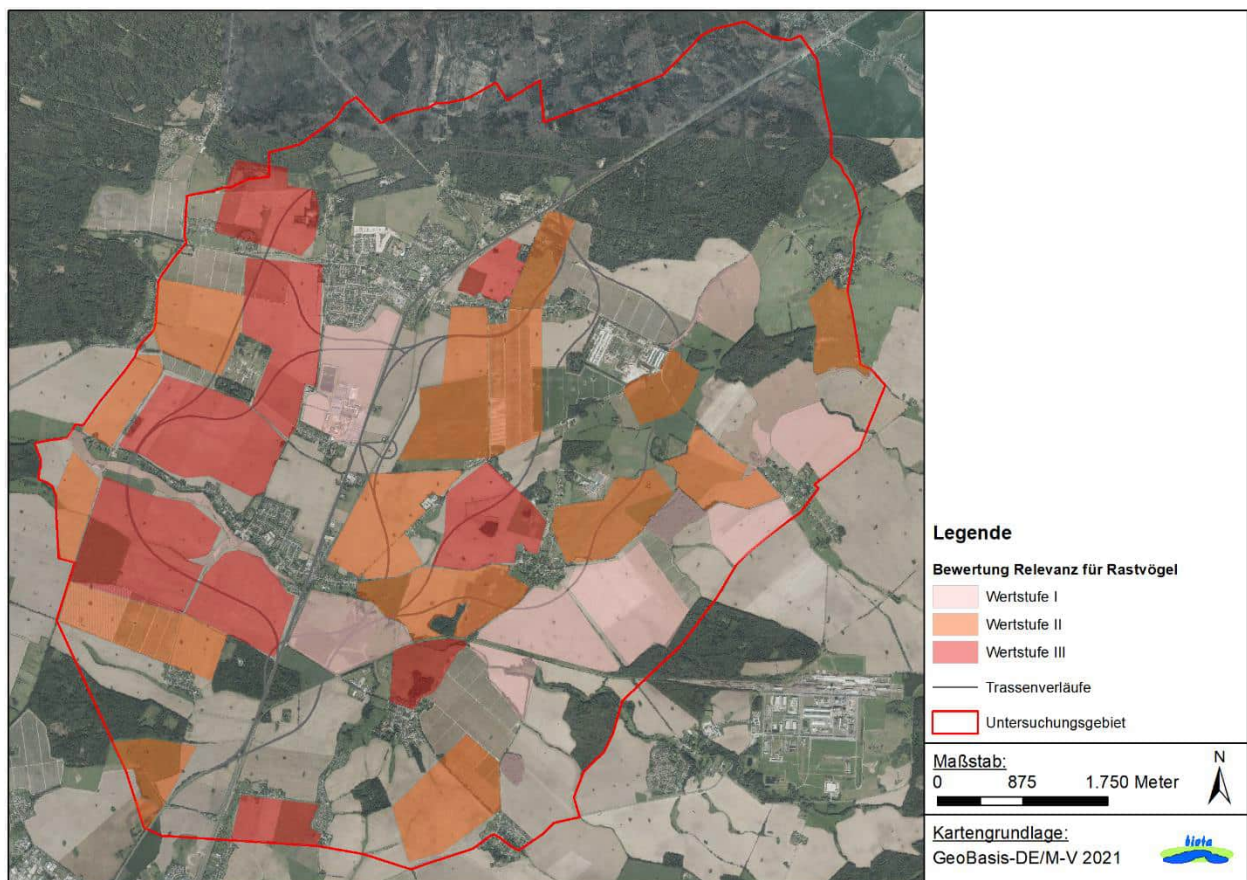 Legende
Bewertung Relevanz für Rastvögel
Wertstufe I
Wertstufe II
Wertstufe III
Trassenverläufe
Untersuchungsgebiet
Maßstab:
0 875 1.750 Meter
N
Kartengrundlage:
GeoBasis-DE/M-V 2021
biota